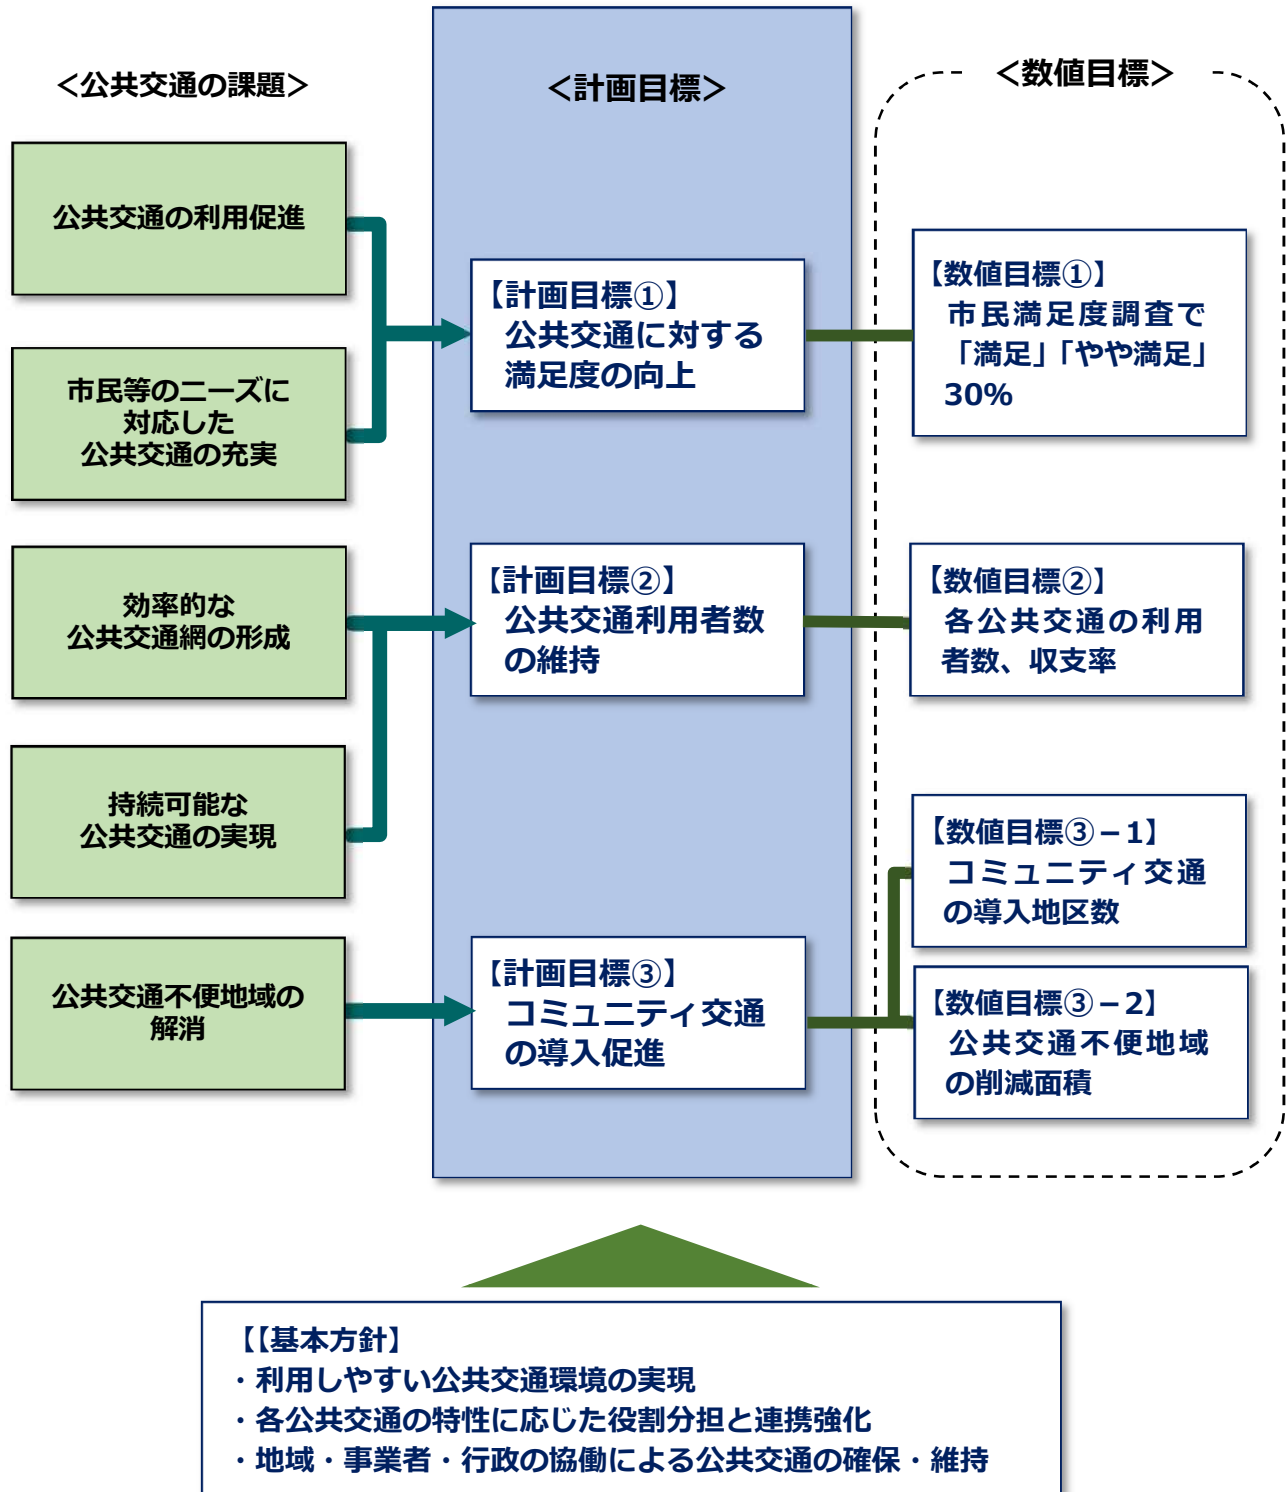 ＜公共交通の課題＞
公共交通の利用促進
市民等のニーズに
対応した
公共交通の充実
効率的な
公共交通網の形成
持続可能な
公共交通の実現
公共交通不便地域の
解消
＜計画目標＞
【計画目標①】
公共交通に対する
満足度の向上
【計画目標②】
公共交通利用者数
の維持
【計画目標③】
コミュニティ交通
の導入促進
＜数値目標＞
【数値目標①】
市民満足度調査で
「満足」「やや満足」
30%
【数値目標②】
各公共交通の利用
者数、収支率
【数値目標③－1】
コミュニティ交通
の導入地区数
【数値目標③－2】
公共交通不便地域
の削減面積
【【基本方針】
・利用しやすい公共交通環境の実現
・各公共交通の特性に応じた役割分担と連携強化
・地域・事業者・行政の協働による公共交通の確保・維持